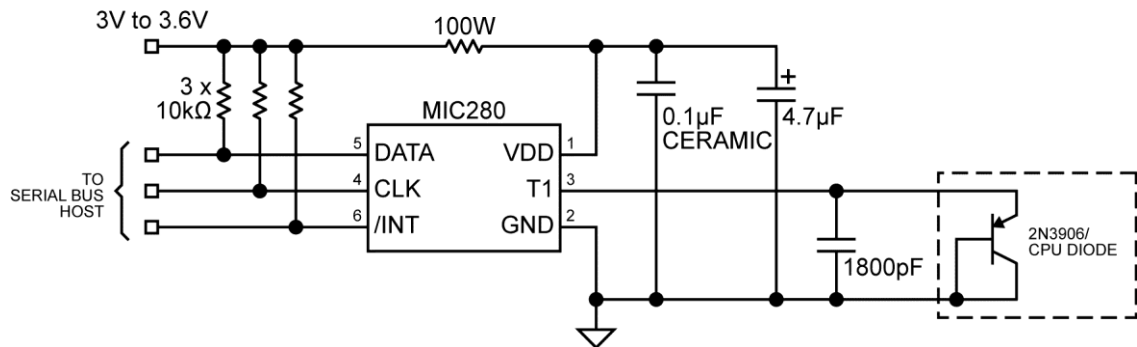 3V to 3.6V
100W
3 x
10kΩ
MIC280
0.1µF
CERAMIC
+
4.7µF
5
DATA
VDD
1
TO
SERIAL BUS
HOST
4
CLK
T1
3
6
/INT
GND
2
1800pF
2N3906/
CPU DIODE